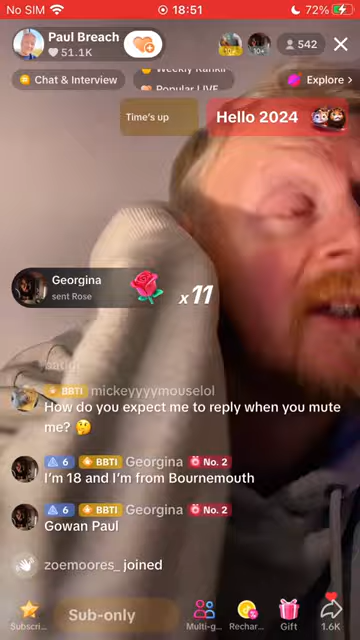 No SIM 18:51 72%
Paul Breach
51.1K
10+ 10+ 542
Chat & Interview
Weekly Ranki
Popular LIVE
Explore >
Time's up
Hello 2024
Georgina
sent Rose
x11
BBTI mickeyyyymouselol
How do you expect me to reply when you mute
me? 🤔
6 BBTI Georgina No. 2
I'm 18 and I'm from Bournemouth
6 BBTI Georgina No. 2
Gowan Paul
zoemoores_ joined
Sub-only
Subscri... Multi-g... Rechar... Gift 1.6K